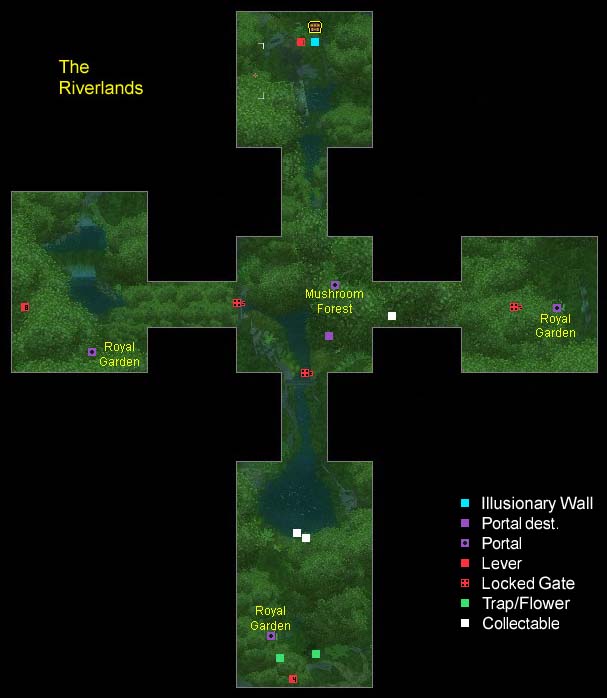 The
Riverlands
Mushroom
Forest
Royal
Garden
Royal
Garden
Royal
Garden
Illusionary Wall
Portal dest.
Portal
Lever
Locked Gate
Trap/Flower
Collectable